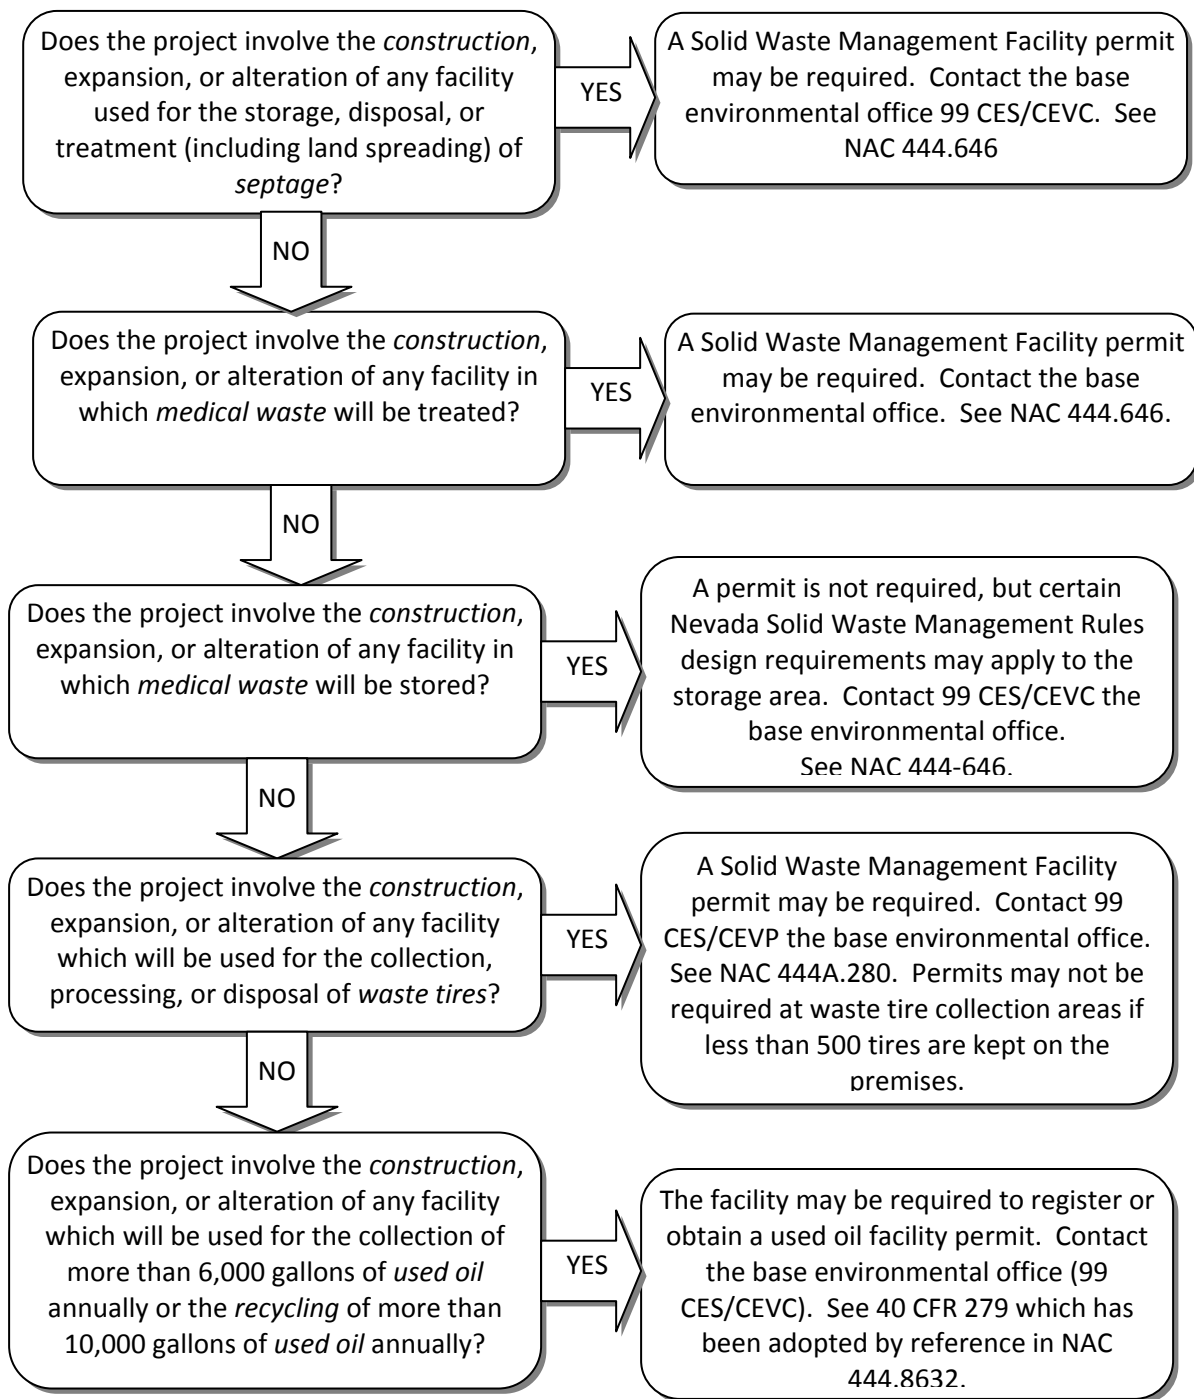 Does the project involve the construction,
expansion, or alteration of any facility
used for the storage, disposal, or
treatment (including land spreading) of
septage?
YES
A Solid Waste Management Facility permit
may be required.  Contact the base
environmental office 99 CES/CEVC.  See
NAC 444.646
NO
Does the project involve the construction,
expansion, or alteration of any facility in
which medical waste will be treated?
YES
A Solid Waste Management Facility permit
may be required.  Contact the base
environmental office.  See NAC 444.646.
NO
Does the project involve the construction,
expansion, or alteration of any facility in
which medical waste will be stored?
YES
A permit is not required, but certain
Nevada Solid Waste Management Rules
design requirements may apply to the
storage area.  Contact 99 CES/CEVC the
base environmental office.
See NAC 444-646.
NO
Does the project involve the construction,
expansion, or alteration of any facility
which will be used for the collection,
processing, or disposal of waste tires?
YES
A Solid Waste Management Facility
permit may be required.  Contact 99
CES/CEVP the base environmental office.
See NAC 444A.280.  Permits may not be
required at waste tire collection areas if
less than 500 tires are kept on the
premises.
NO
Does the project involve the construction,
expansion, or alteration of any facility
which will be used for the collection of
more than 6,000 gallons of used oil
annually or the recycling of more than
10,000 gallons of used oil annually?
YES
The facility may be required to register or
obtain a used oil facility permit.  Contact
the base environmental office (99
CES/CEVC).  See 40 CFR 279 which has
been adopted by reference in NAC
444.8632.